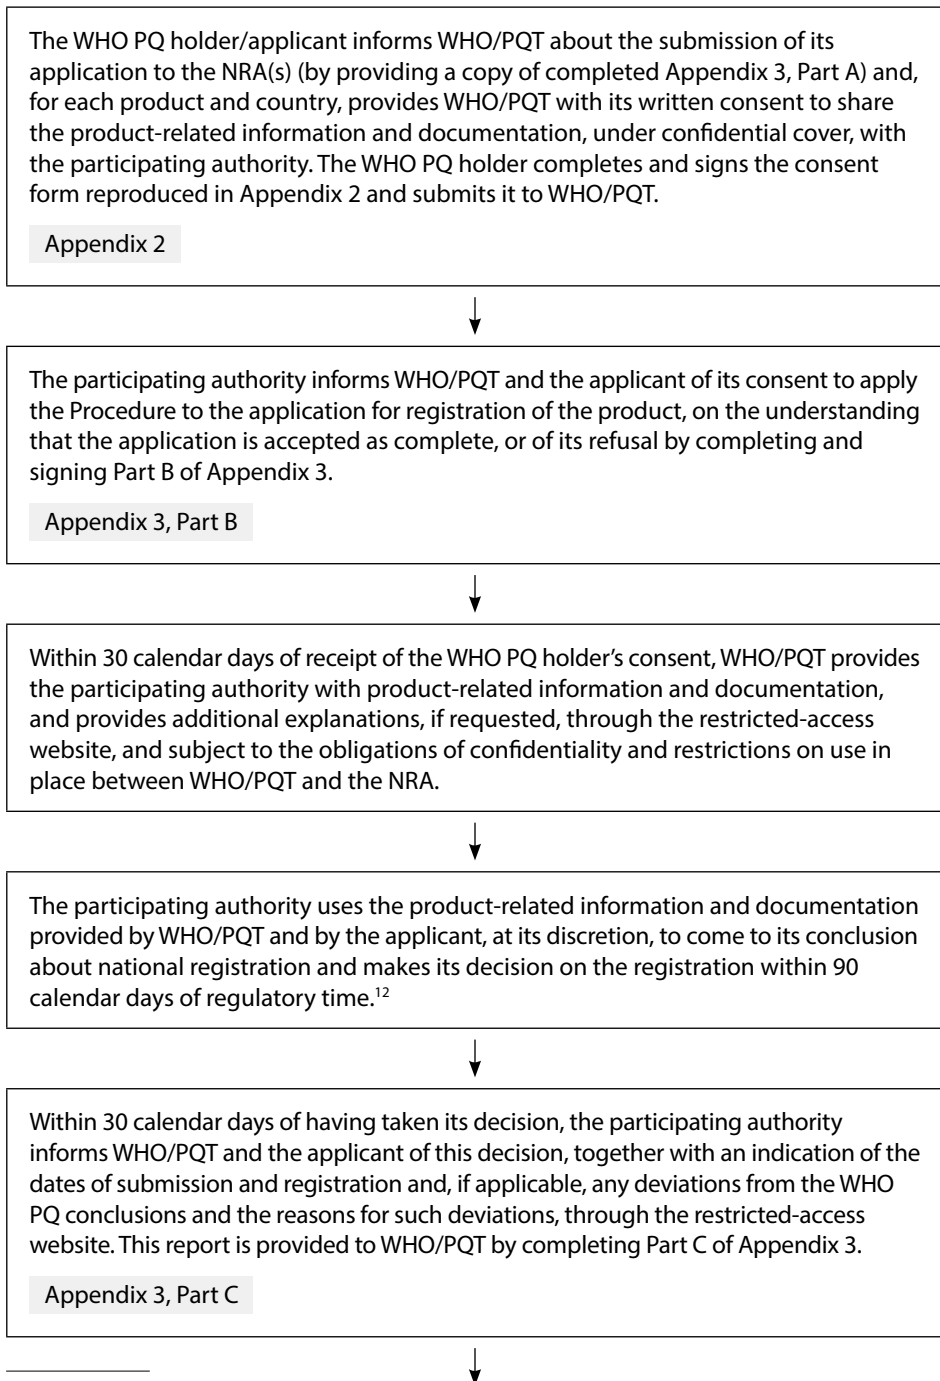 The WHO PQ holder/applicant informs WHO/PQT about the submission of its
application to the NRA(s) (by providing a copy of completed Appendix 3, Part A) and,
for each product and country, provides WHO/PQT with its written consent to share
the product-related information and documentation, under confidential cover, with
the participating authority. The WHO PQ holder completes and signs the consent
form reproduced in Appendix 2 and submits it to WHO/PQT.
Appendix 2
The participating authority informs WHO/PQT and the applicant of its consent to apply
the Procedure to the application for registration of the product, on the understanding
that the application is accepted as complete, or of its refusal by completing and
signing Part B of Appendix 3.
Appendix 3, Part B
Within 30 calendar days of receipt of the WHO PQ holder’s consent, WHO/PQT provides
the participating authority with product-related information and documentation,
and provides additional explanations, if requested, through the restricted-access
website, and subject to the obligations of confidentiality and restrictions on use in
place between WHO/PQT and the NRA.
The participating authority uses the product-related information and documentation
provided by WHO/PQT and by the applicant, at its discretion, to come to its conclusion
about national registration and makes its decision on the registration within 90
calendar days of regulatory time.¹²
Within 30 calendar days of having taken its decision, the participating authority
informs WHO/PQT and the applicant of this decision, together with an indication of the
dates of submission and registration and, if applicable, any deviations from the WHO
PQ conclusions and the reasons for such deviations, through the restricted-access
website. This report is provided to WHO/PQT by completing Part C of Appendix 3.
Appendix 3, Part C